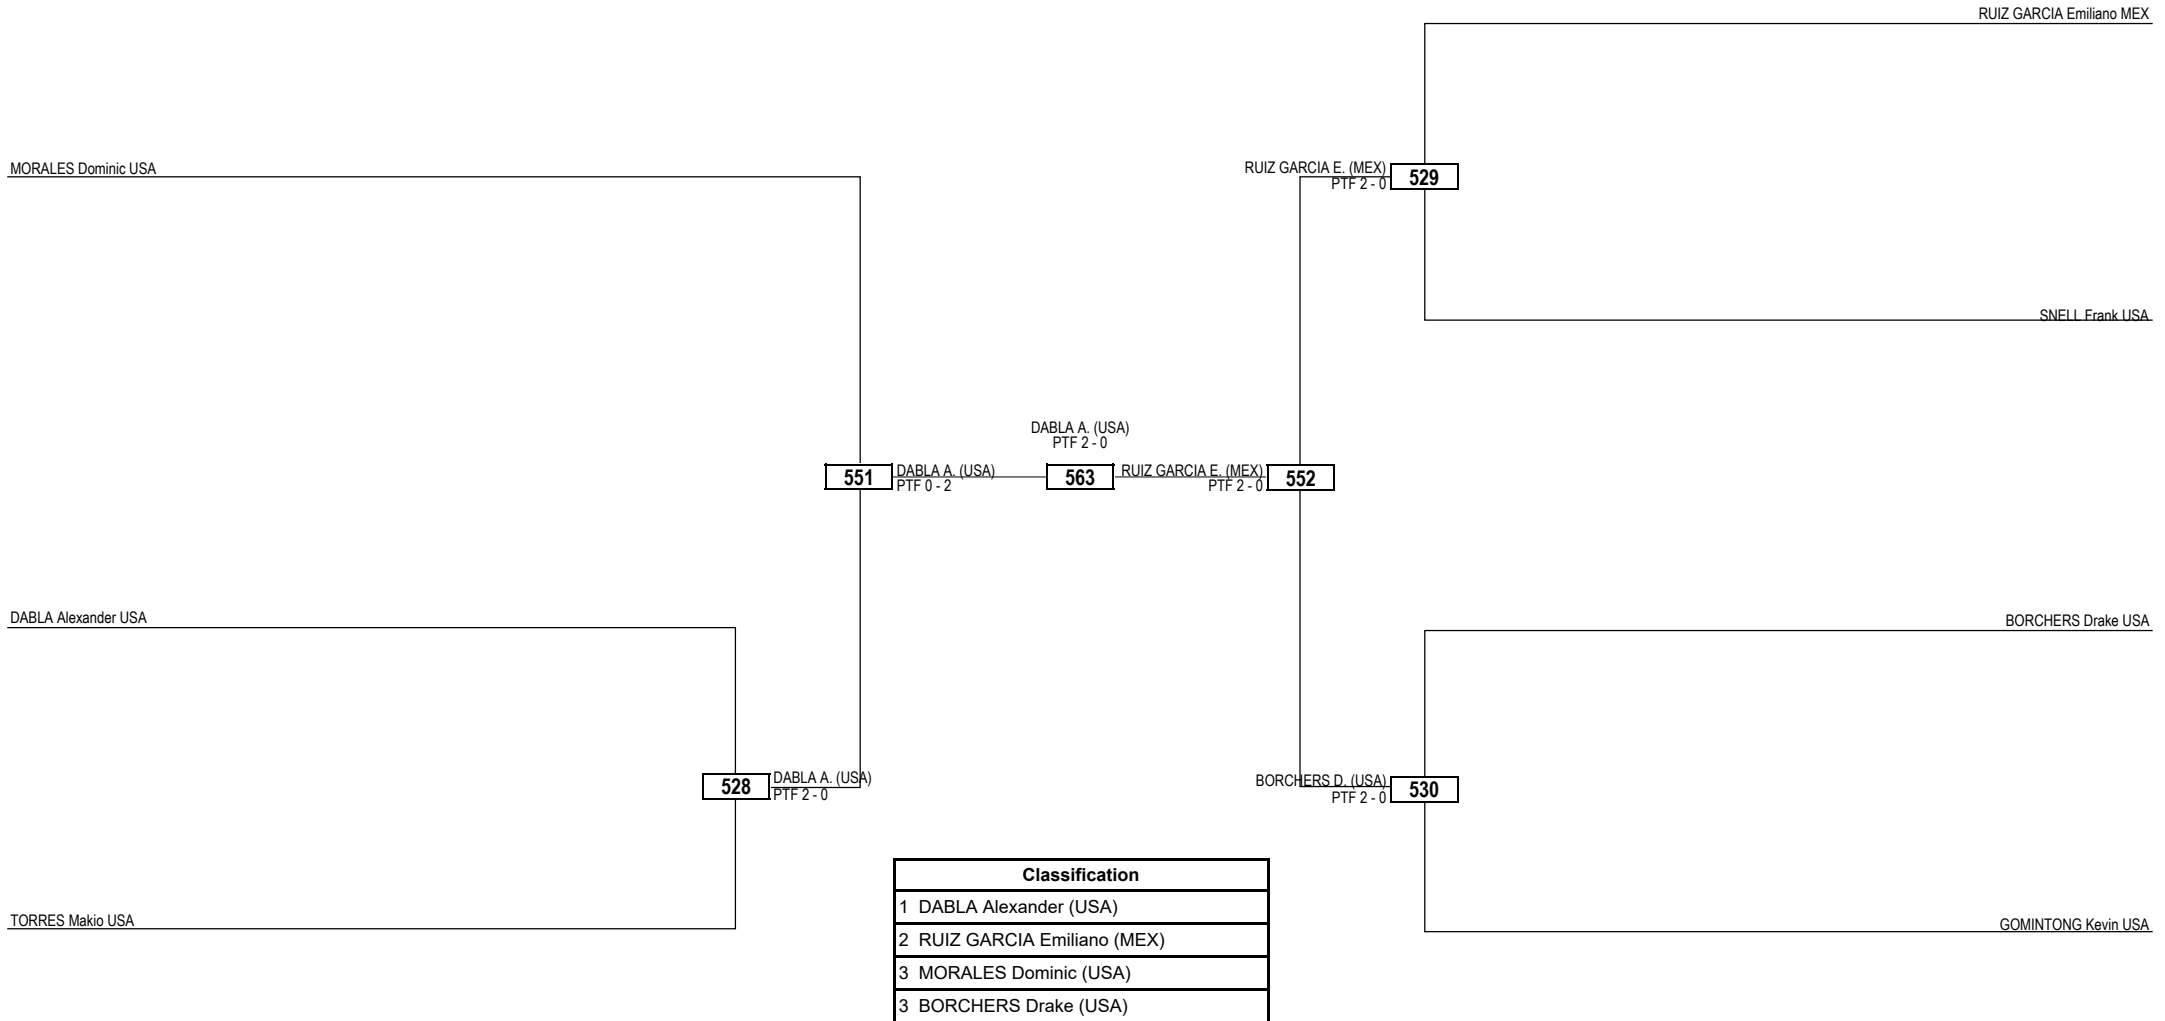 RUIZ GARCIA Emiliano MEX
MORALES Dominic USA
RUIZ GARCIA E. (MEX)
PTF 2 - 0
529
SNELL Frank USA
DABLA A. (USA)
PTF 2 - 0
551
DABLA A. (USA)
PTF 0 - 2
563
RUIZ GARCIA E. (MEX)
PTF 2 - 0
552
DABLA Alexander USA
BORCHERS Drake USA
528
DABLA A. (USA)
PTF 2 - 0
BORCHERS D. (USA)
PTF 2 - 0
530
TORRES Makio USA
GOMINTONG Kevin USA
Classification
1 DABLA Alexander (USA)
2 RUIZ GARCIA Emiliano (MEX)
3 MORALES Dominic (USA)
3 BORCHERS Drake (USA)